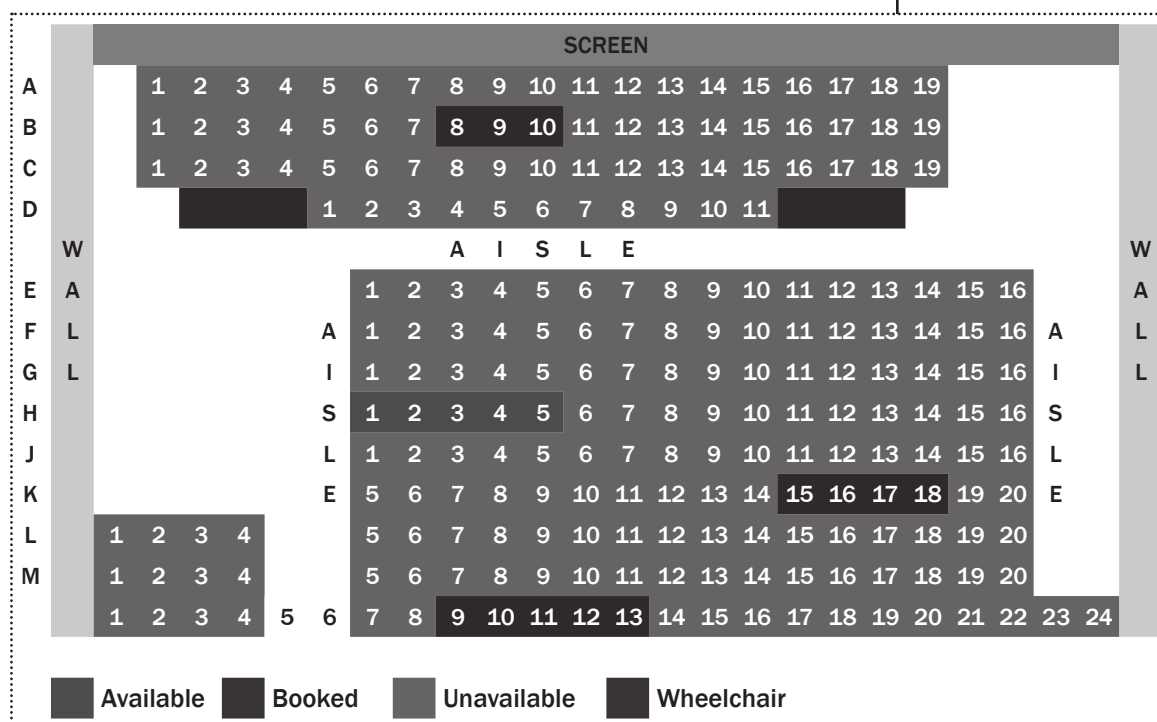 SCREEN
A 1 2 3 4 5 6 7 8 9 10 11 12 13 14 15 16 17 18 19
B 1 2 3 4 5 6 7 8 9 10 11 12 13 14 15 16 17 18 19
C 1 2 3 4 5 6 7 8 9 10 11 12 13 14 15 16 17 18 19
D 1 2 3 4 5 6 7 8 9 10 11
W A I S L E W
E A 1 2 3 4 5 6 7 8 9 10 11 12 13 14 15 16 A
F L A 1 2 3 4 5 6 7 8 9 10 11 12 13 14 15 16 A L
G L I 1 2 3 4 5 6 7 8 9 10 11 12 13 14 15 16 I L
H S 1 2 3 4 5 6 7 8 9 10 11 12 13 14 15 16 S
J L 1 2 3 4 5 6 7 8 9 10 11 12 13 14 15 16 L
K E 5 6 7 8 9 10 11 12 13 14 15 16 17 18 19 20 E
L 1 2 3 4 5 6 7 8 9 10 11 12 13 14 15 16 17 18 19 20
M 1 2 3 4 5 6 7 8 9 10 11 12 13 14 15 16 17 18 19 20
1 2 3 4 5 6 7 8 9 10 11 12 13 14 15 16 17 18 19 20 21 22 23 24
Available Booked Unavailable Wheelchair